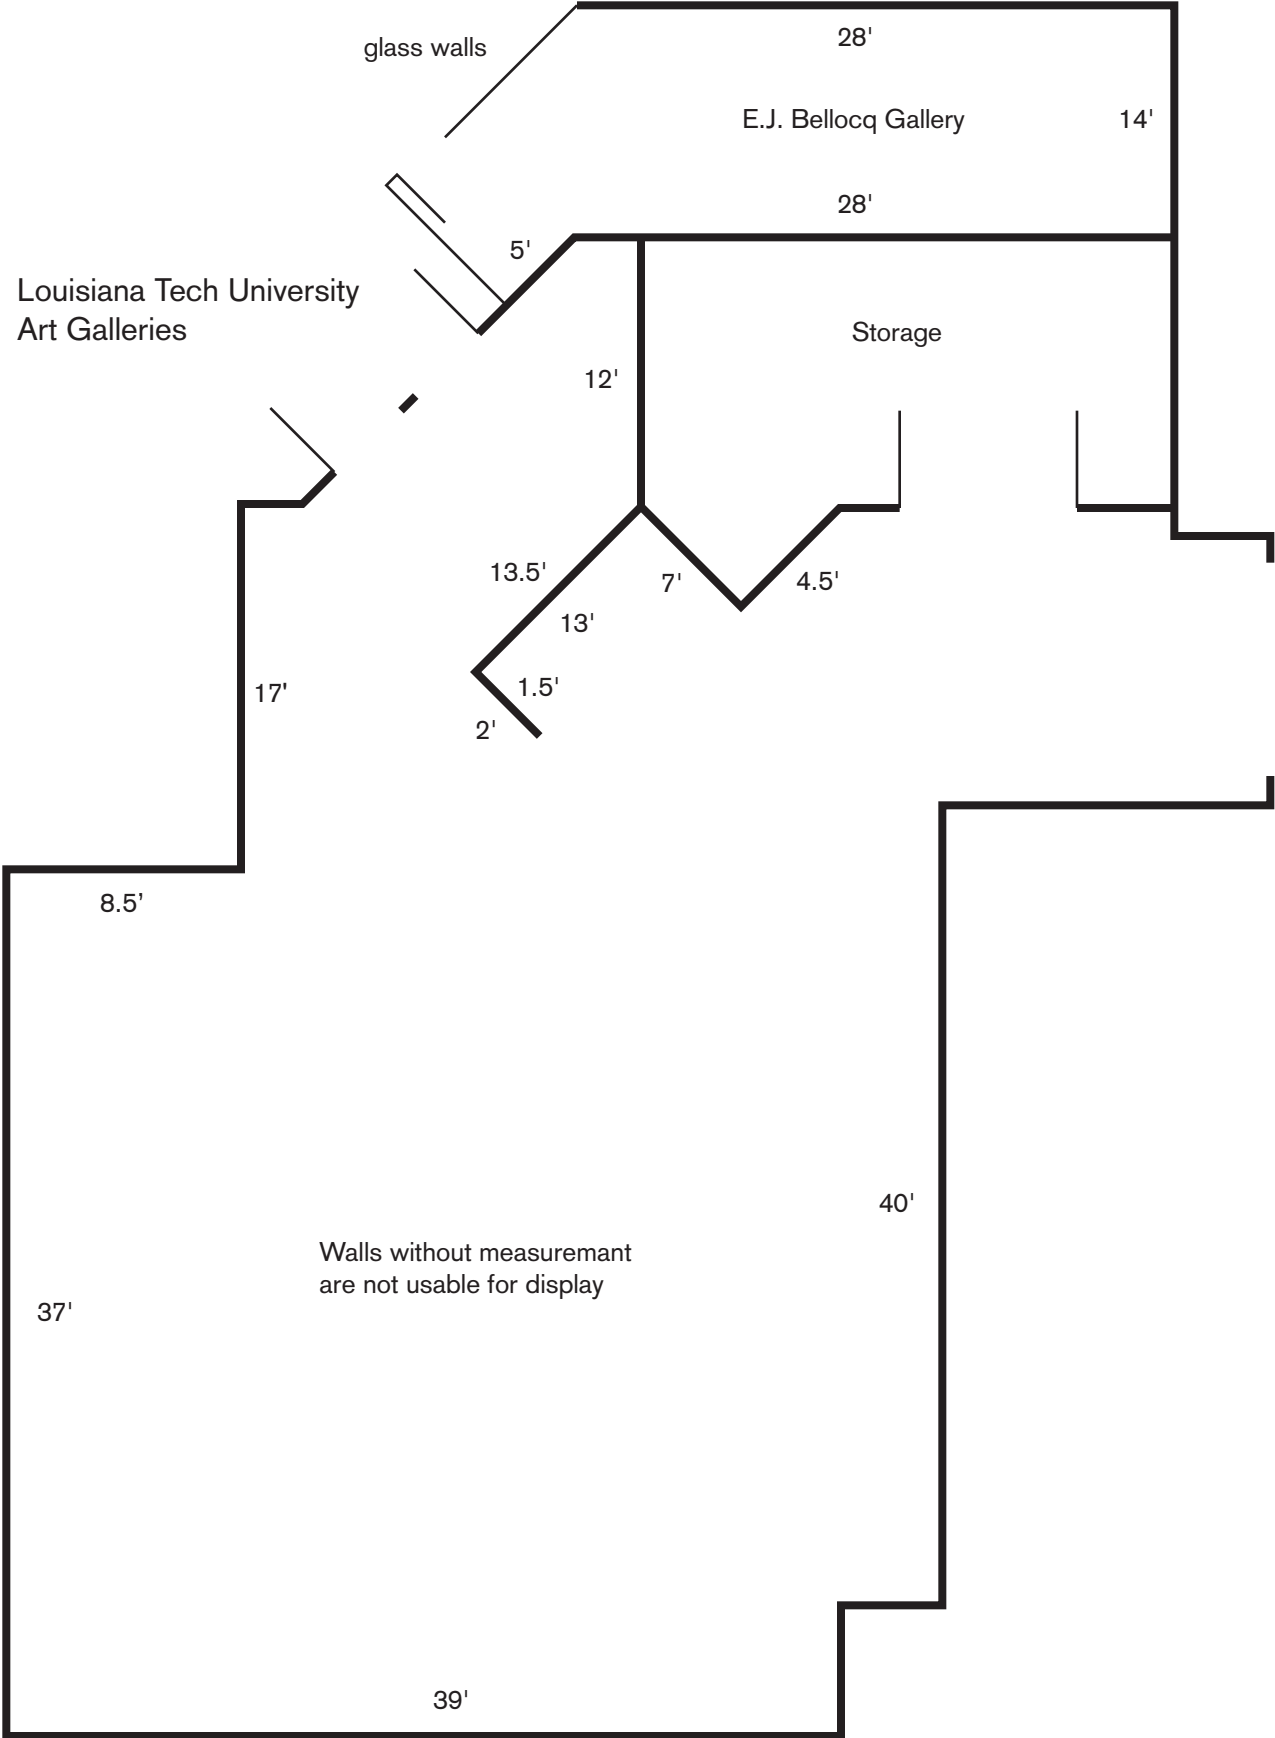 glass walls
28'
E.J. Bellocq Gallery
14'
28'
5'
Louisiana Tech University
Art Galleries
Storage
12'
13.5'
7'
4.5'
13'
1.5'
17'
2'
8.5’
40'
Walls without measuremant
are not usable for display
37'
39'